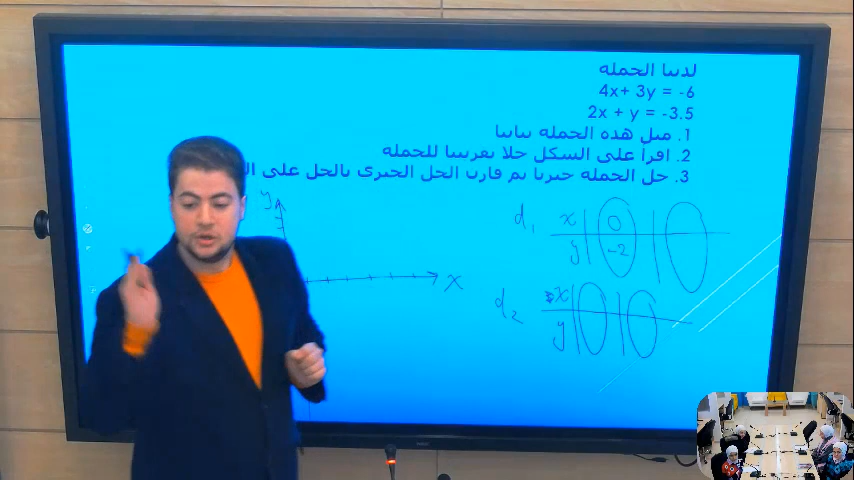 لدينا الجملة
4x+ 3y = -6
2x + y = -3.5
1. مثل هذه الجملة بيانيا
2. اقرأ على الشكل حلا تقريبيا للجملة
3. حل الجملة جبريا ثم قارن الحل الجبري بالحل على
y
x
d₁ x 0
y -2
d₂ x
y